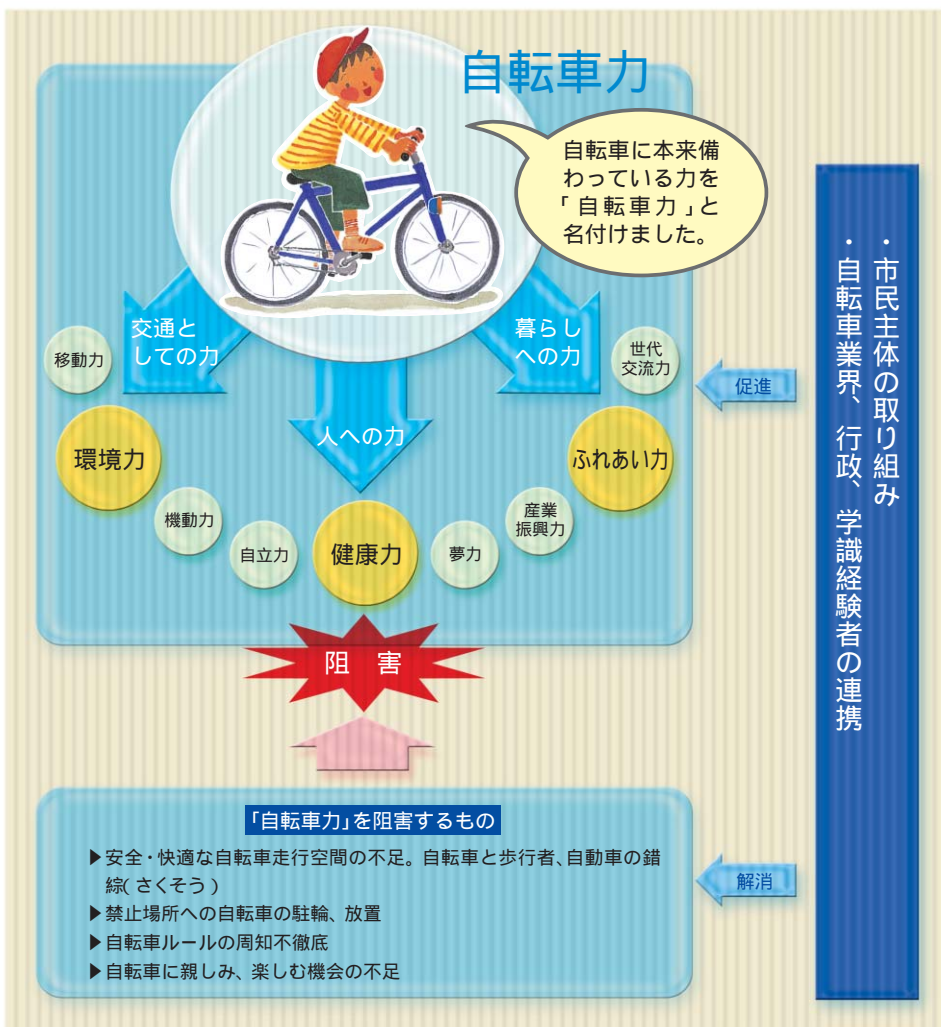 自転車力
自転車に本来備
わっている力を
「自転車力」と
名付けました。
交通と
しての力
人への力
暮らし
への力
移動力
環境力
機動力
自立力
健康力
夢力
産業
振興力
ふれあい力
世代
交流力
促進
・市民主体の取り組み
・自転車業界、行政、学識経験者の連携
阻 害
「自転車力」を阻害するもの
▶安全・快適な自転車走行空間の不足。自転車と歩行者、自動車の錯
綜(さくそう)
▶禁止場所への自転車の駐輪、放置
▶自転車ルールの周知不徹底
▶自転車に親しみ、楽しむ機会の不足
解消